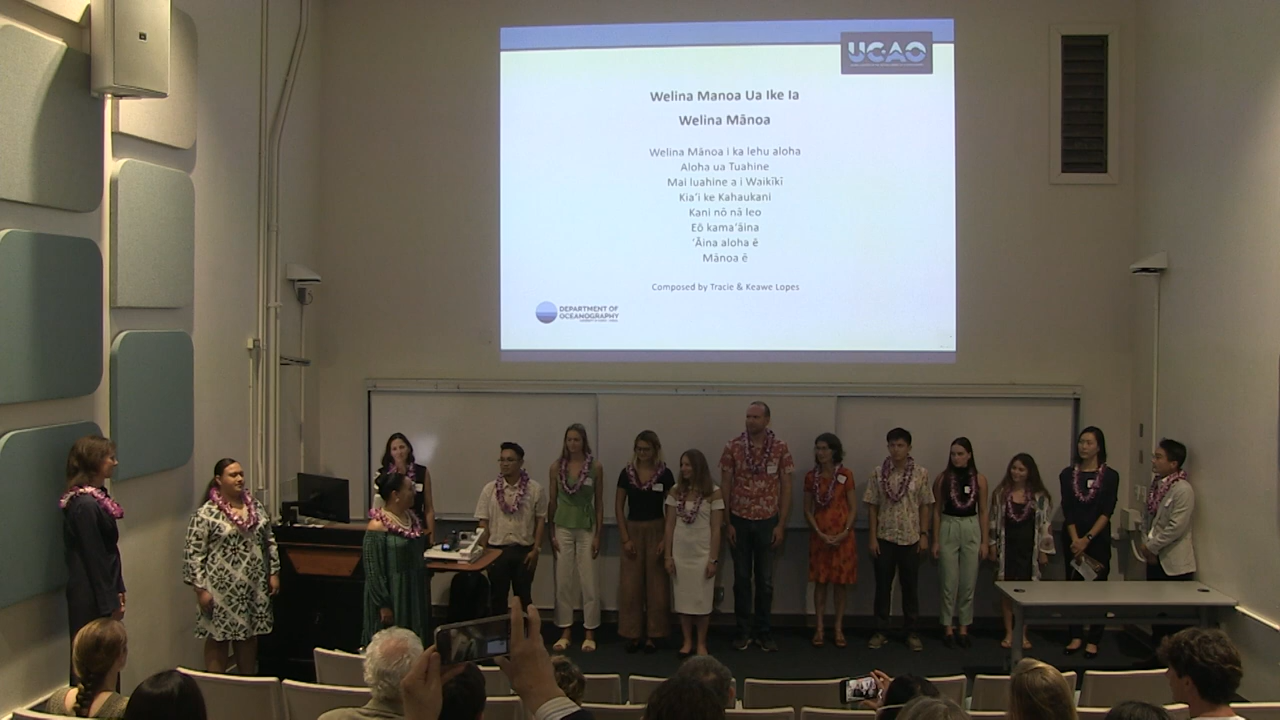 UCAO
Welina Manoa Ua Ike Ia
Welina Mānoa
Welina Mānoa i ka lehu aloha
Aloha ua Tuahine
Mai luahine a i Waikīkī
Kia‘i ke Kahaukani
Kani nō nā leo
Eō kama‘āina
‘Āina aloha ē
Mānoa ē
Composed by Tracie & Keawe Lopes
DEPARTMENT OF
OCEANOGRAPHY